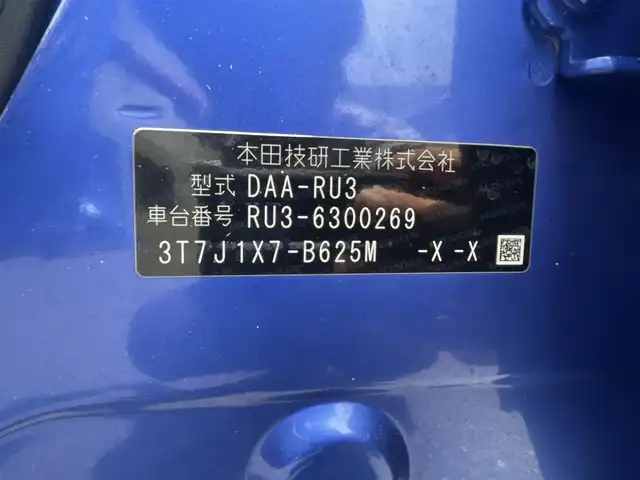 本田技研工業株式会社
型式 DAA-RU3
車台番号 RU3-6300269
3T7J1X7-B625M -X -X